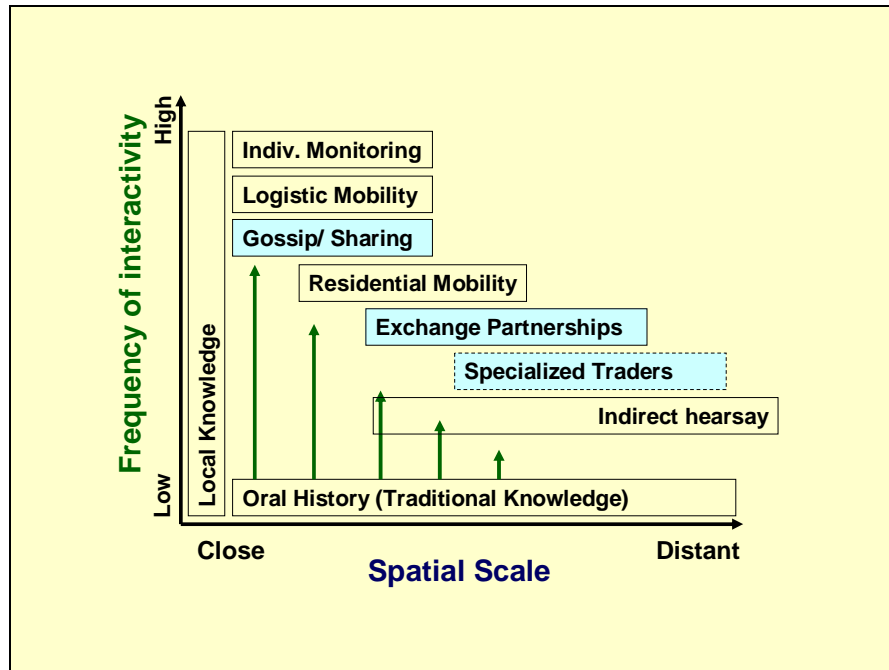 High
Frequency of interactivity
Low
Local Knowledge
Indiv. Monitoring
Logistic Mobility
Gossip/ Sharing
Residential Mobility
Exchange Partnerships
Specialized Traders
Indirect hearsay
Oral History (Traditional Knowledge)
Close
Distant
Spatial Scale